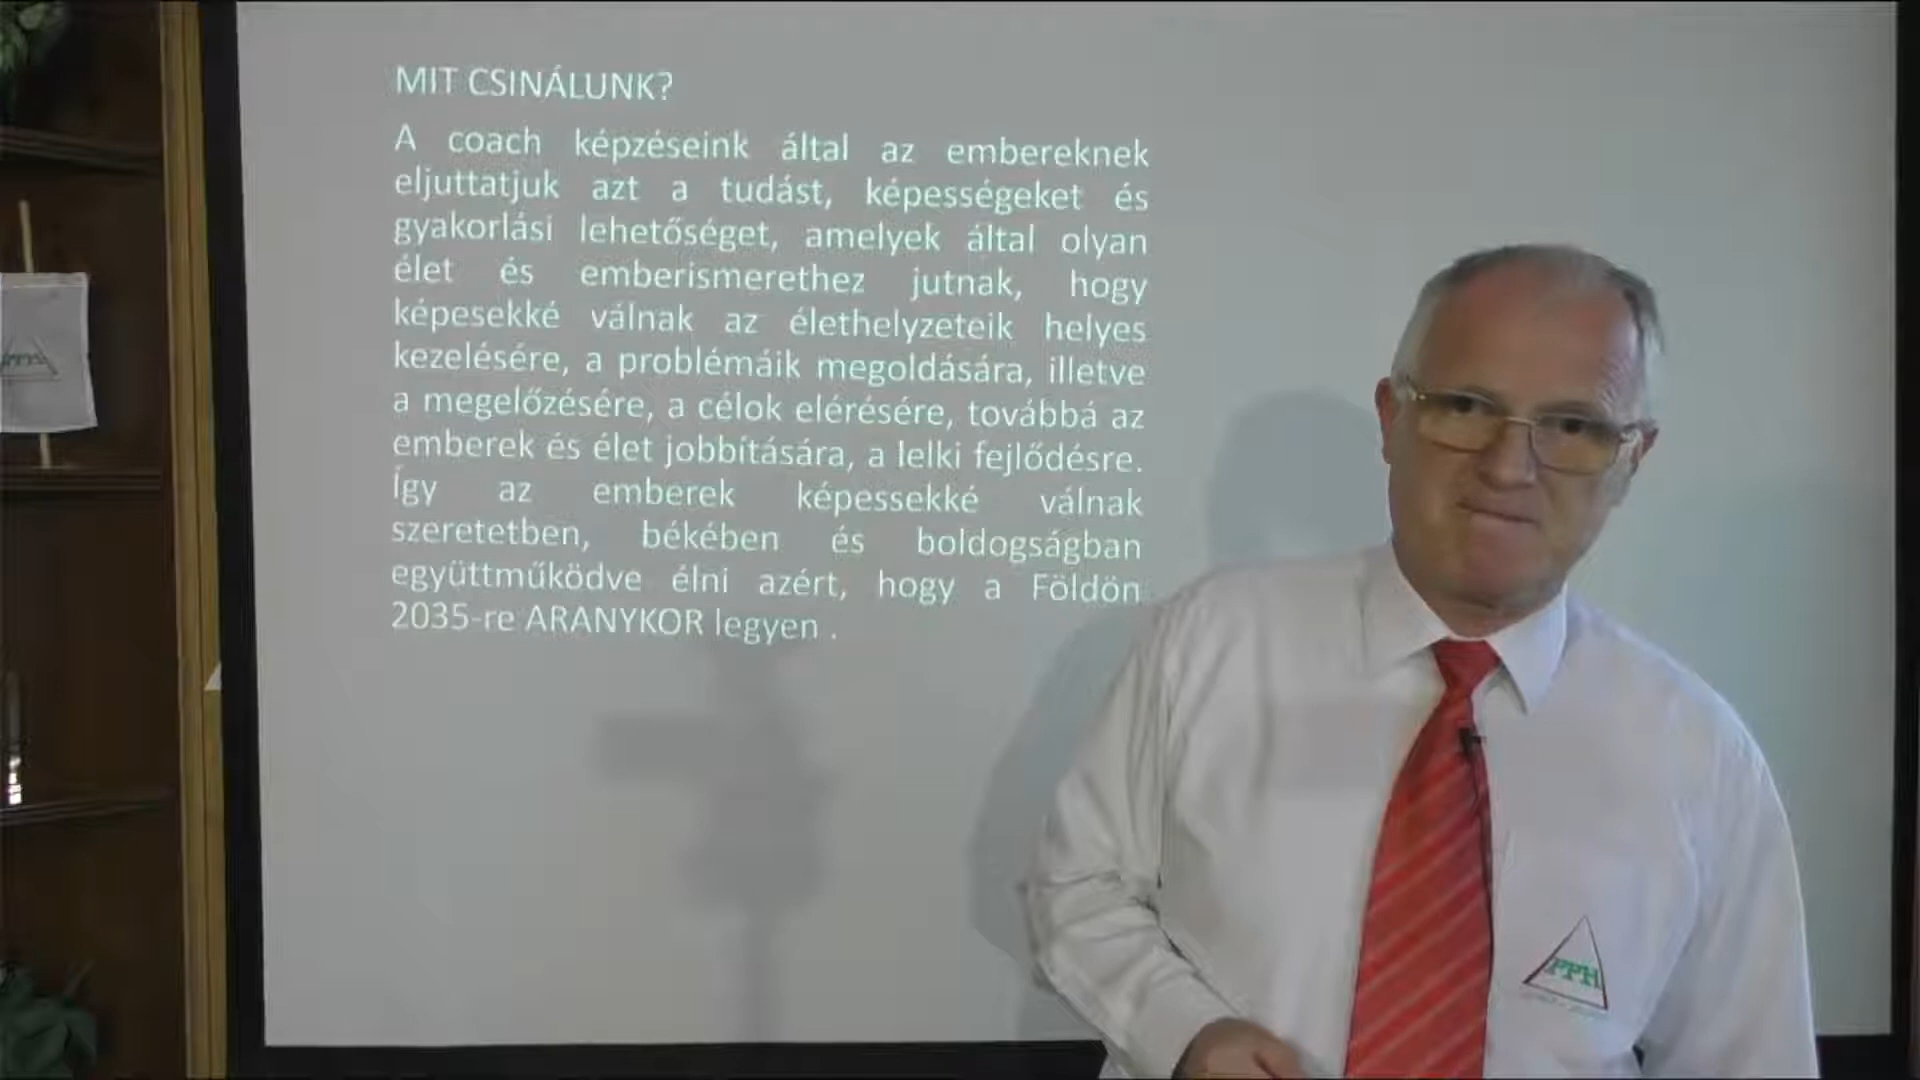 MIT CSINÁLUNK?
A coach képzéseink által az embereknek
eljuttatjuk azt a tudást, képességeket és
gyakorlási lehetőséget, amelyek által olyan
élet és emberismerethez jutnak, hogy
képesekké válnak az élethelyzeteik helyes
kezelésére, a problémáik megoldására, illetve
a megelőzésére, a célok elérésére, továbbá az
emberek és élet jobbítására, a lelki fejlődésre.
Így az emberek képessekké válnak
szeretetben, békében és boldogságban
együttműködve élni azért, hogy a Földön
2035-re ARANYKOR legyen .
PPH